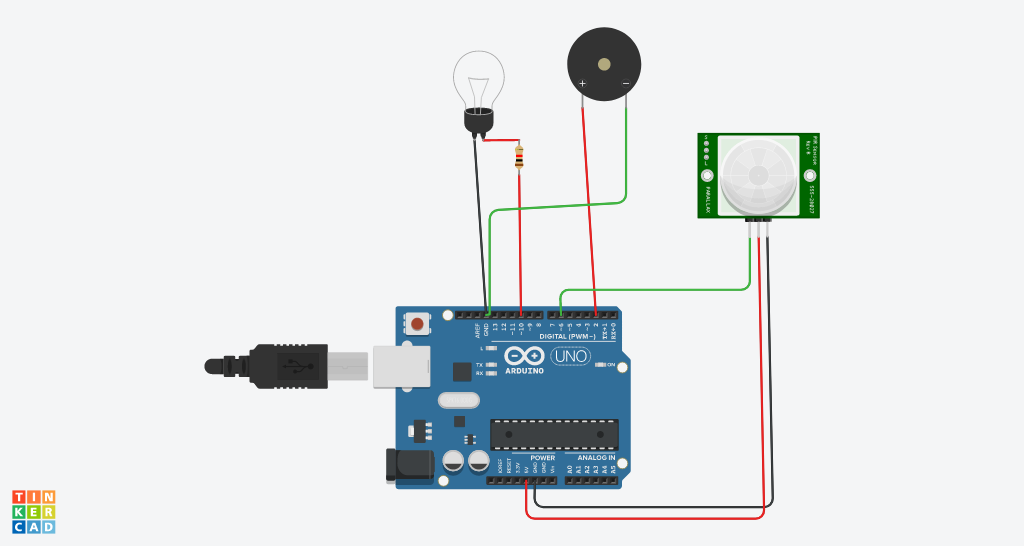 + −
PIR Sensor
Rev B
PARALLAX
555-28027
AREF
GND
13
12
~11
~10
~9
8
7
~6
~5
4
~3
2
TX→1
RX←0
DIGITAL (PWM~)
L
TX
RX
UNO
ARDUINO
ON
POWER
ANALOG IN
IOREF
RESET
3.3V
5V
GND
GND
Vin
A0
A1
A2
A3
A4
A5
TIN
KER
CAD